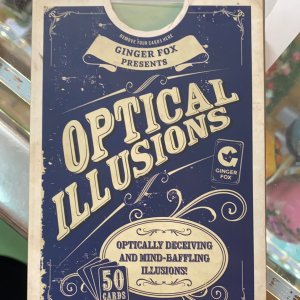 REMOVE YOUR CARDS HERE
GINGER FOX
PRESENTS
OPTICAL
ILLUSIONS
G
GINGER
FOX
OPTICALLY DECEIVING
AND MIND-BAFFLING
ILLUSIONS!
50
CARDS